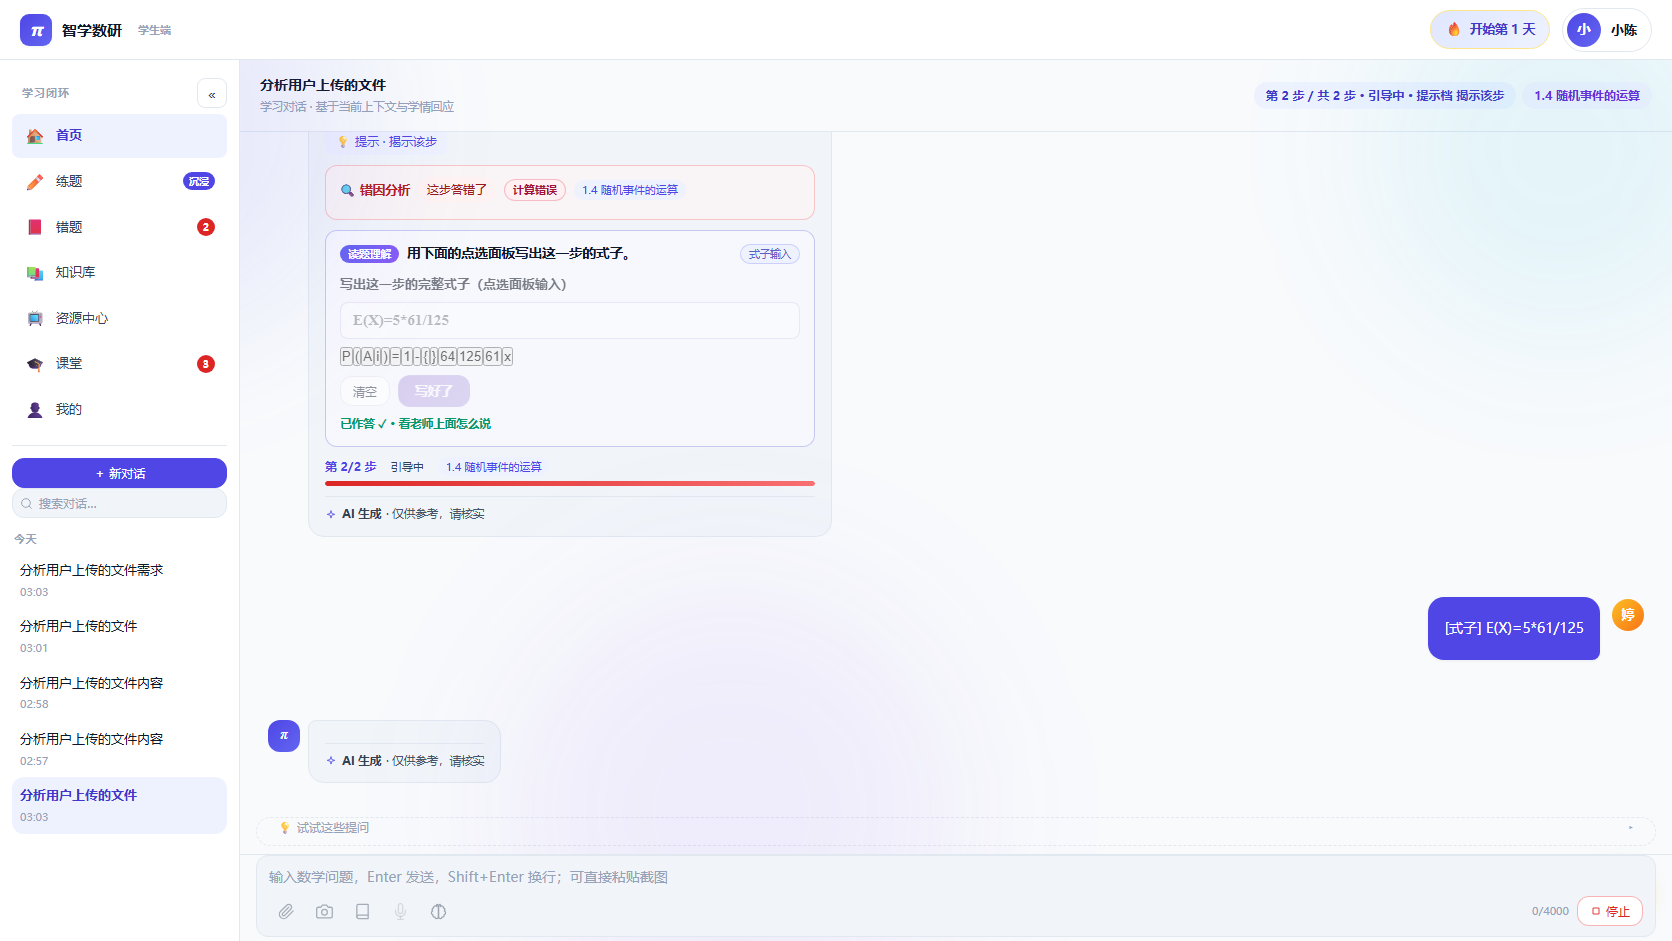 π 智学数研 学生端
开始第 1 天
小 小陈
学习闭环 «
首页
练题 沉浸
错题 2
知识库
资源中心
课堂 3
我的
+ 新对话
搜索对话...
今天
分析用户上传的文件需求
03:03
分析用户上传的文件
03:01
分析用户上传的文件内容
02:58
分析用户上传的文件内容
02:57
分析用户上传的文件
03:03
分析用户上传的文件
学习对话 · 基于当前上下文与学情回应
第 2 步 / 共 2 步 • 引导中 • 提示档 揭示该步 1.4 随机事件的运算
提示 · 揭示该步
错因分析 这步答错了 计算错误 1.4 随机事件的运算
读题理解 用下面的点选面板写出这一步的式子。 式子输入
写出这一步的完整式子（点选面板输入）
E(X)=5*61/125
P ( A i ) = 1 - { } 64 125 61 x
清空 写好了
已作答 ✓ • 看老师上面怎么说
第 2/2 步 引导中 1.4 随机事件的运算
AI 生成 · 仅供参考，请核实
[式子] E(X)=5*61/125
婷
π
AI 生成 · 仅供参考，请核实
试试这些提问
输入数学问题，Enter 发送，Shift+Enter 换行；可直接粘贴截图
0/4000 停止